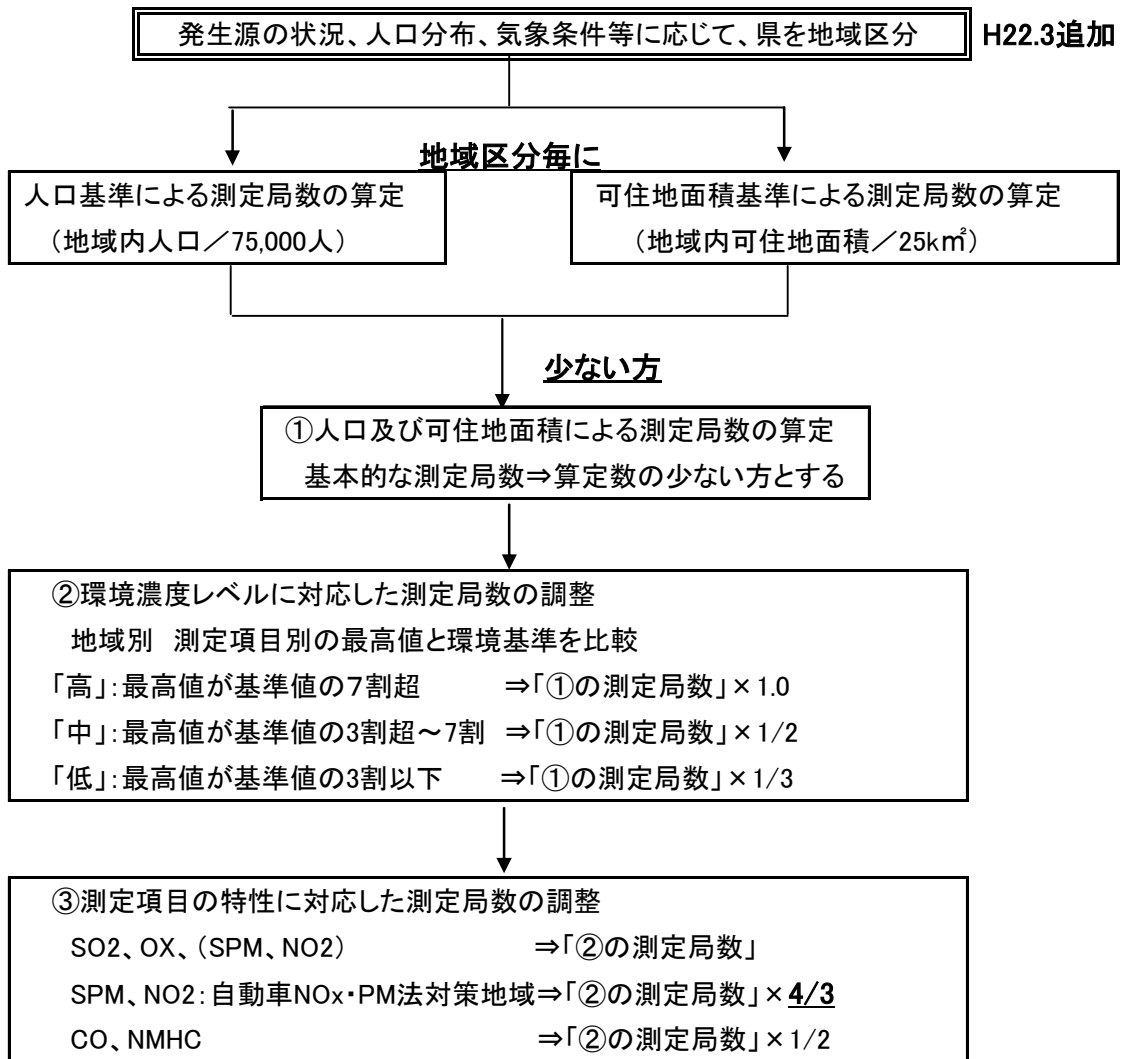 発生源の状況、人口分布、気象条件等に応じて、県を地域区分 H22.3追加
地域区分毎に
人口基準による測定局数の算定
（地域内人口／75,000人）
可住地面積基準による測定局数の算定
（地域内可住地面積／25k㎡）
少ない方
①人口及び可住地面積による測定局数の算定
基本的な測定局数⇒算定数の少ない方とする
②環境濃度レベルに対応した測定局数の調整
地域別 測定項目別の最高値と環境基準を比較
「高」：最高値が基準値の７割超 ⇒「①の測定局数」×1.0
「中」：最高値が基準値の3割超～7割 ⇒「①の測定局数」×1/2
「低」：最高値が基準値の3割以下 ⇒「①の測定局数」×1/3
③測定項目の特性に対応した測定局数の調整
SO2、OX、（SPM、NO2） ⇒「②の測定局数」
SPM、NO2：自動車NOx・PM法対策地域⇒「②の測定局数」×4/3
CO、NMHC ⇒「②の測定局数」×1/2